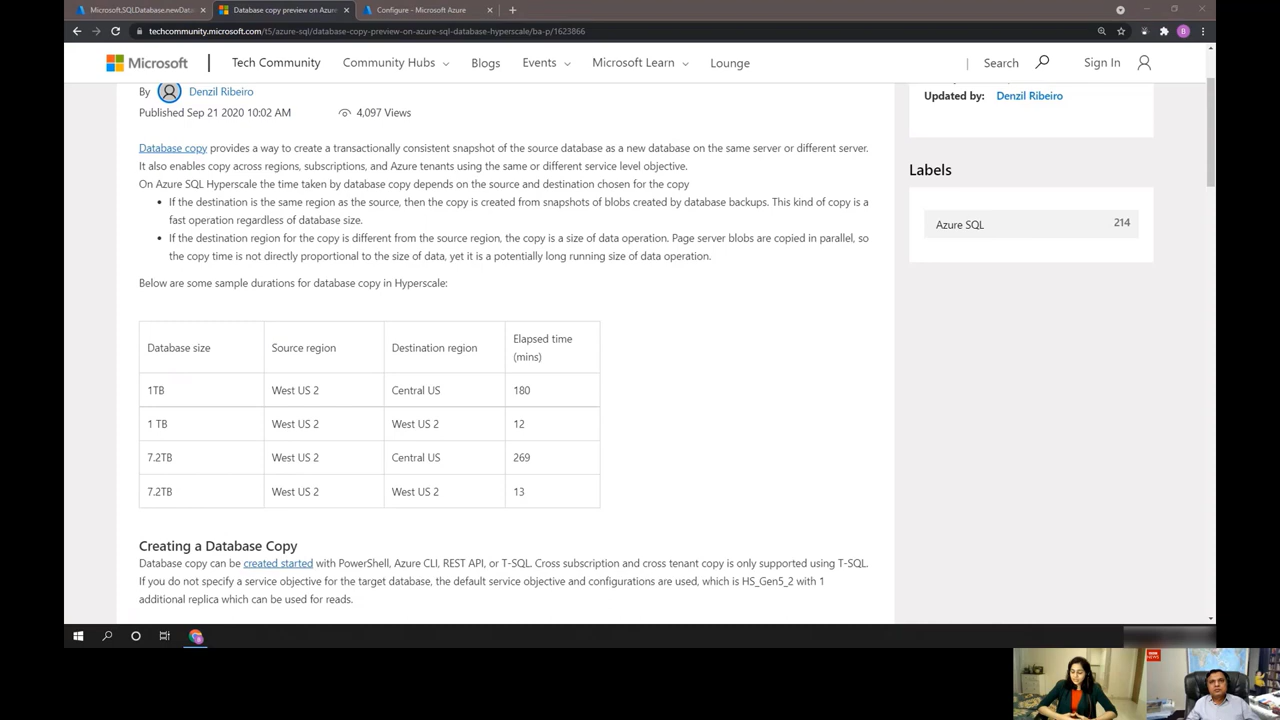 Microsoft.SQLDatabase.newData
Database copy preview on Azure
Configure - Microsoft Azure
techcommunity.microsoft.com/t5/azure-sql/database-copy-preview-on-azure-sql-database-hyperscale/ba-p/1623866
B
Microsoft
Tech Community
Community Hubs
Blogs
Events
Microsoft Learn
Lounge
Search
Sign In
By Denzil Ribeiro
Published Sep 21 2020 10:02 AM
4,097 Views
Database copy provides a way to create a transactionally consistent snapshot of the source database as a new database on the same server or different server.
It also enables copy across regions, subscriptions, and Azure tenants using the same or different service level objective.
On Azure SQL Hyperscale the time taken by database copy depends on the source and destination chosen for the copy
If the destination is the same region as the source, then the copy is created from snapshots of blobs created by database backups. This kind of copy is a
fast operation regardless of database size.
If the destination region for the copy is different from the source region, the copy is a size of data operation. Page server blobs are copied in parallel, so
the copy time is not directly proportional to the size of data, yet it is a potentially long running size of data operation.
Below are some sample durations for database copy in Hyperscale:
Database size
Source region
Destination region
Elapsed time
(mins)
1TB
West US 2
Central US
180
1 TB
West US 2
West US 2
12
7.2TB
West US 2
Central US
269
7.2TB
West US 2
West US 2
13
Creating a Database Copy
Database copy can be created started with PowerShell, Azure CLI, REST API, or T-SQL. Cross subscription and cross tenant copy is only supported using T-SQL.
If you do not specify a service objective for the target database, the default service objective and configurations are used, which is HS_Gen5_2 with 1
additional replica which can be used for reads.
Updated by: Denzil Ribeiro
Labels
Azure SQL
214